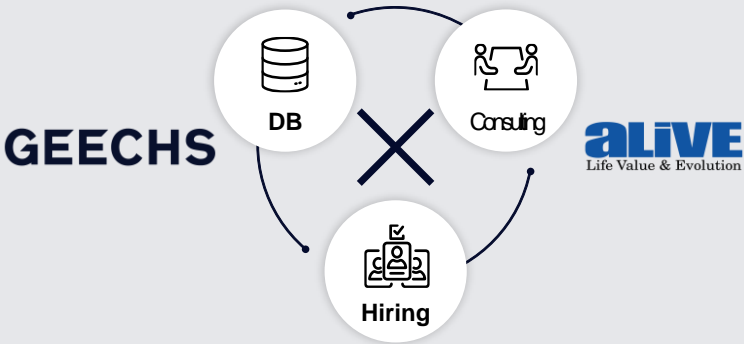 DB
Consulting
GEECHS
aLiVE
Life Value & Evolution
Hiring